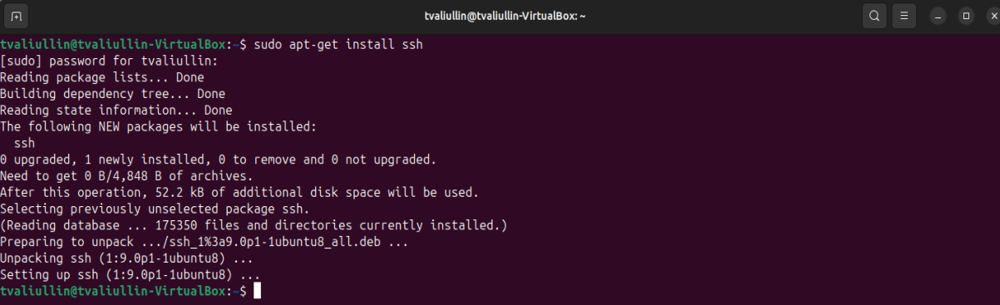 tvaliullin@tvaliullin-VirtualBox: ~
tvaliullin@tvaliullin-VirtualBox:~$ sudo apt-get install ssh
[sudo] password for tvaliullin:
Reading package lists... Done
Building dependency tree... Done
Reading state information... Done
The following NEW packages will be installed:
  ssh
0 upgraded, 1 newly installed, 0 to remove and 0 not upgraded.
Need to get 0 B/4,848 B of archives.
After this operation, 52.2 kB of additional disk space will be used.
Selecting previously unselected package ssh.
(Reading database ... 175350 files and directories currently installed.)
Preparing to unpack .../ssh_1%3a9.0p1-1ubuntu8_all.deb ...
Unpacking ssh (1:9.0p1-1ubuntu8) ...
Setting up ssh (1:9.0p1-1ubuntu8) ...
tvaliullin@tvaliullin-VirtualBox:~$